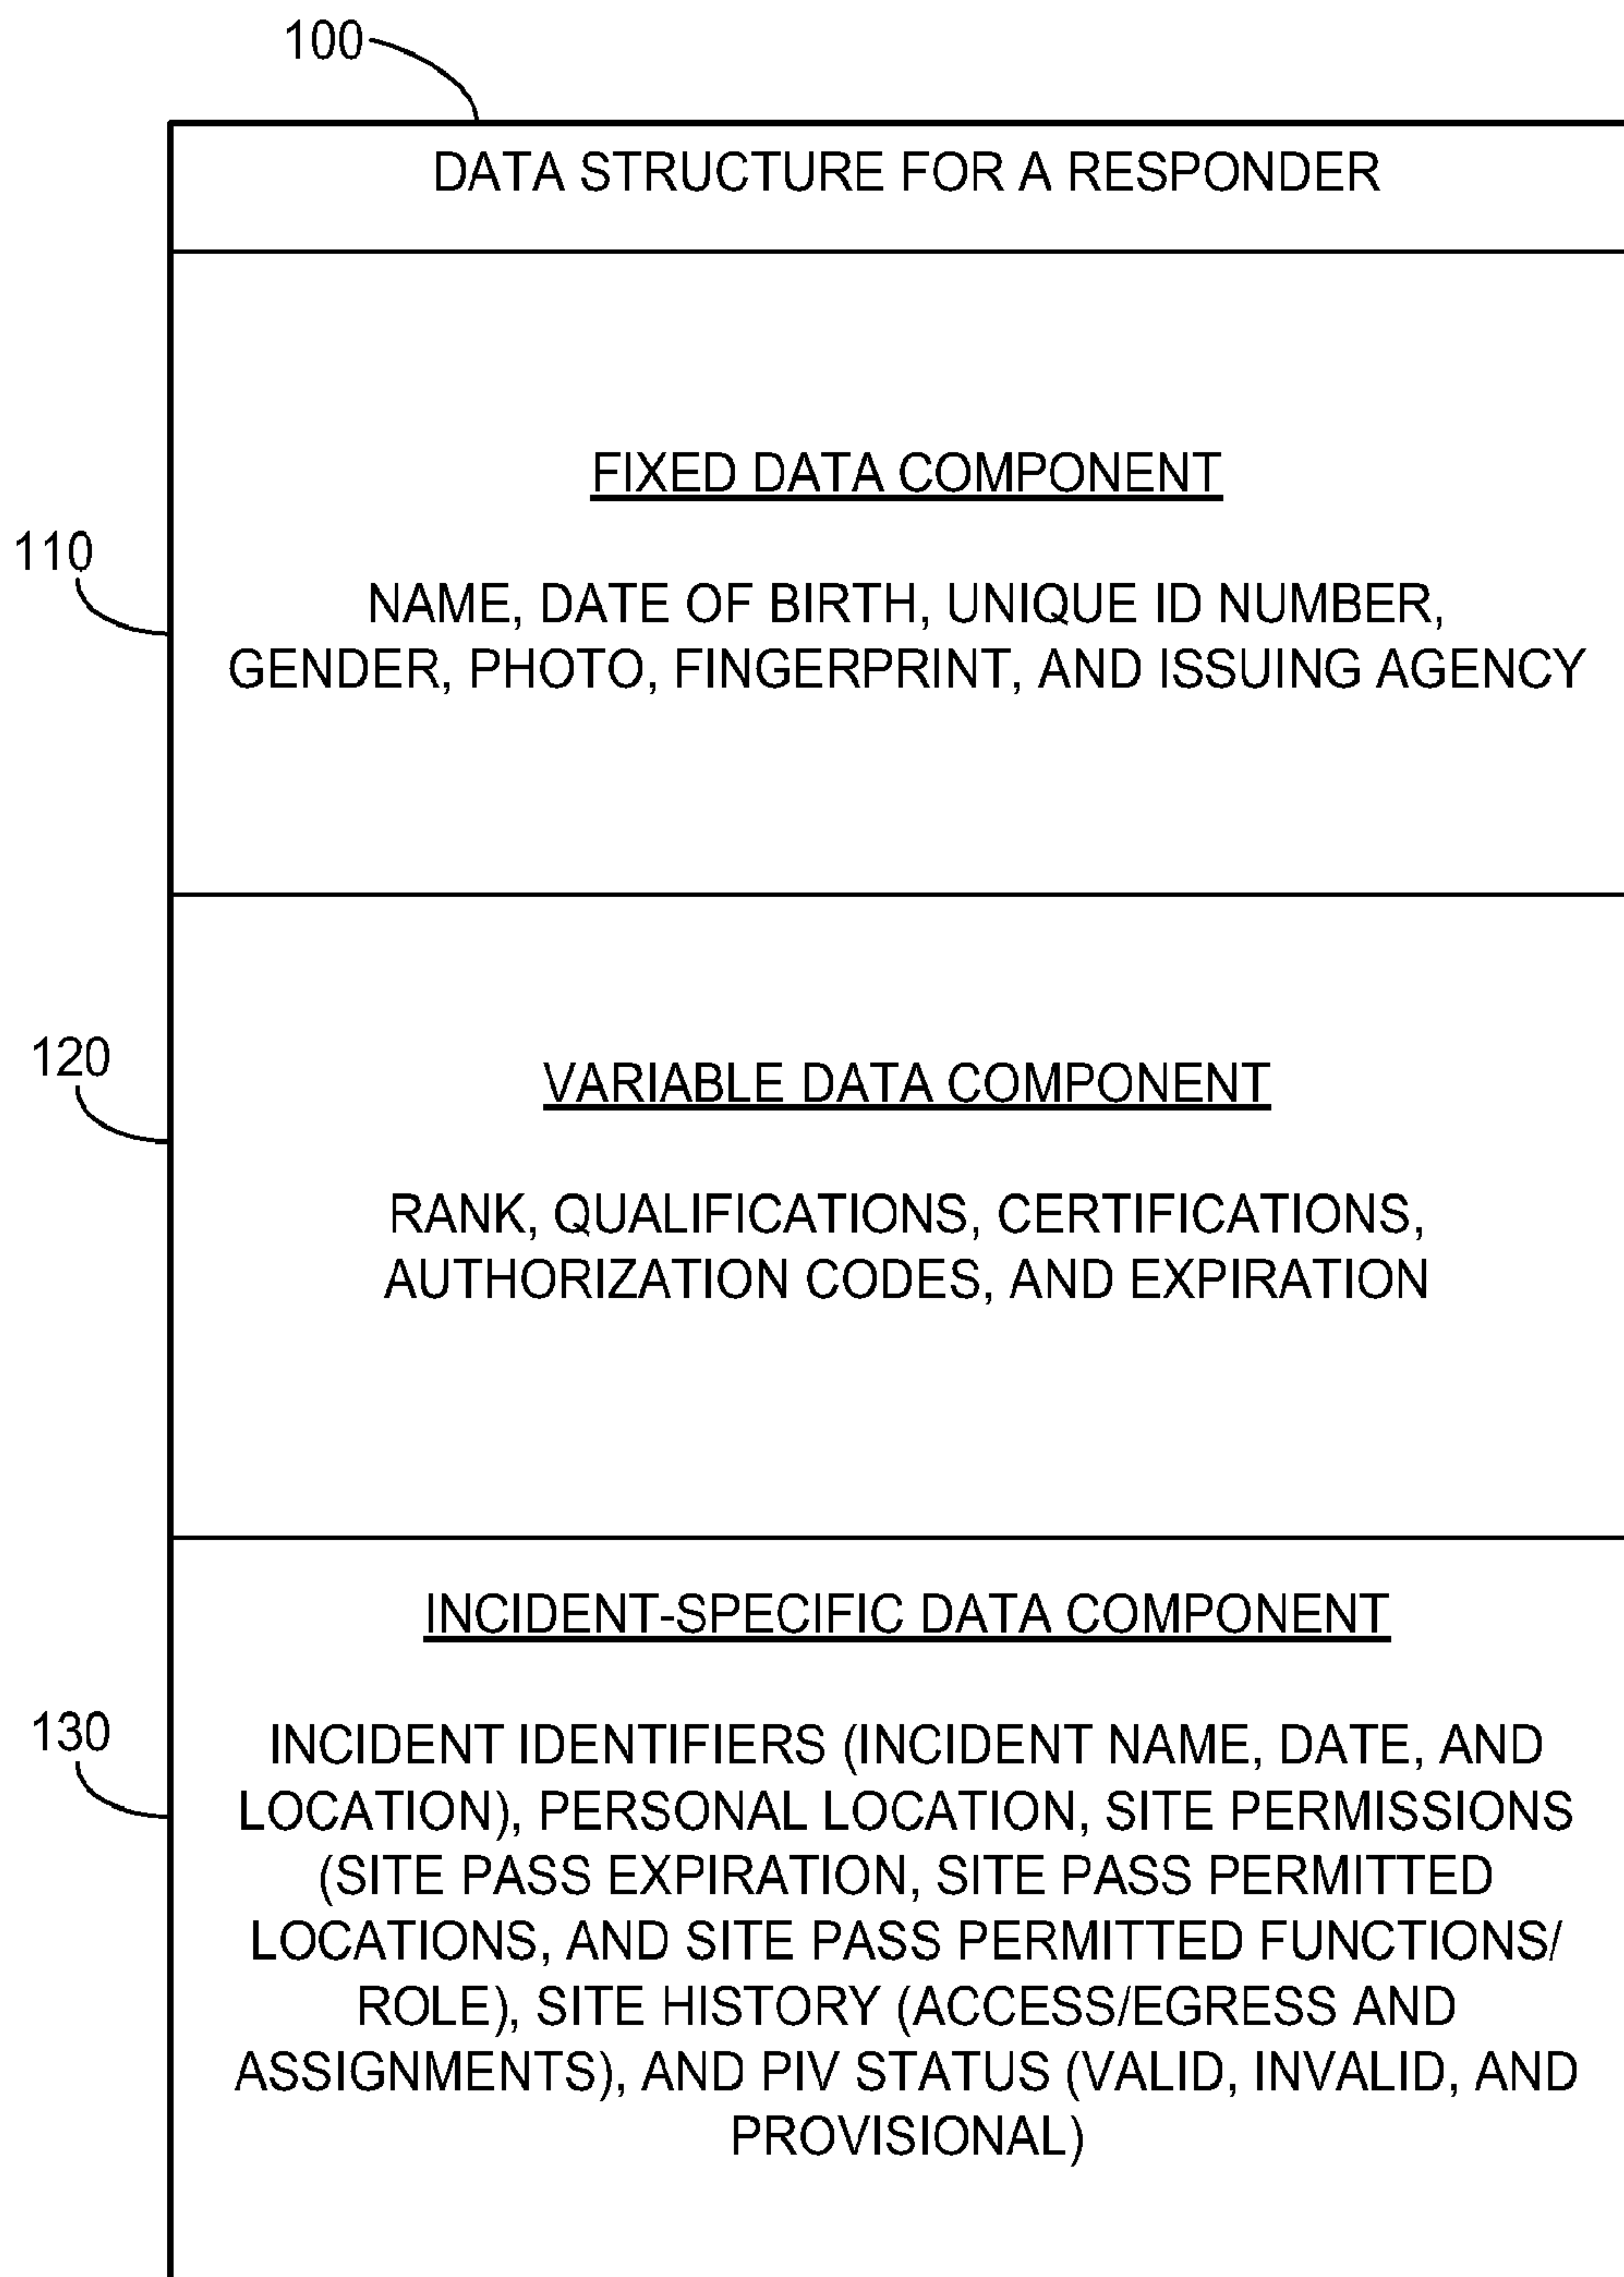 100
DATA STRUCTURE FOR A RESPONDER
FIXED DATA COMPONENT
110
NAME, DATE OF BIRTH, UNIQUE ID NUMBER,
GENDER, PHOTO, FINGERPRINT, AND ISSUING AGENCY
120
VARIABLE DATA COMPONENT
RANK, QUALIFICATIONS, CERTIFICATIONS,
AUTHORIZATION CODES, AND EXPIRATION
INCIDENT-SPECIFIC DATA COMPONENT
130
INCIDENT IDENTIFIERS (INCIDENT NAME, DATE, AND
LOCATION), PERSONAL LOCATION, SITE PERMISSIONS
(SITE PASS EXPIRATION, SITE PASS PERMITTED
LOCATIONS, AND SITE PASS PERMITTED FUNCTIONS/
ROLE), SITE HISTORY (ACCESS/EGRESS AND
ASSIGNMENTS), AND PIV STATUS (VALID, INVALID, AND
PROVISIONAL)